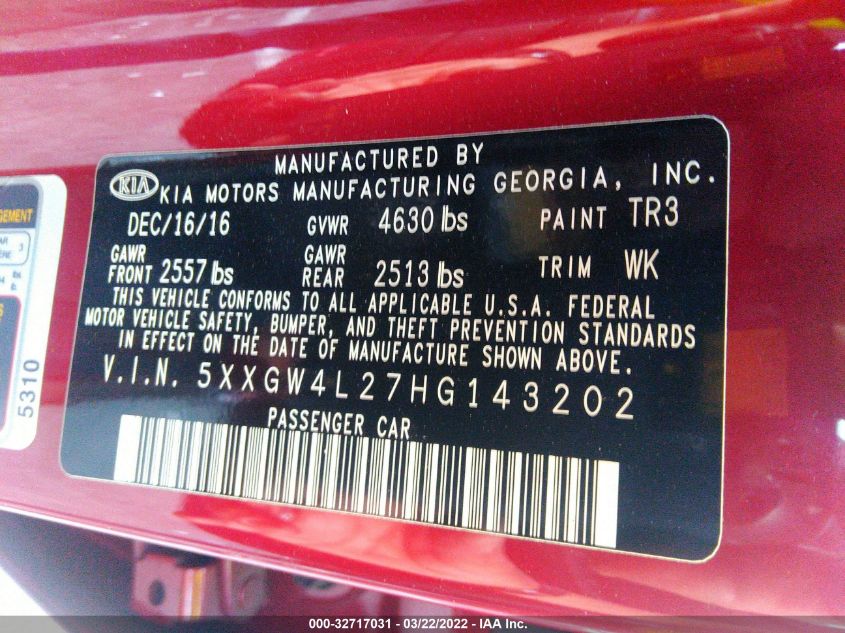 MANUFACTURED BY
KIA
KIA MOTORS MANUFACTURING GEORGIA, INC.
DEC/16/16 GVWR 4630 lbs PAINT TR3
GAWR FRONT 2557 lbs GAWR REAR 2513 lbs TRIM WK
THIS VEHICLE CONFORMS TO ALL APPLICABLE U.S.A. FEDERAL
MOTOR VEHICLE SAFETY, BUMPER, AND THEFT PREVENTION STANDARDS
IN EFFECT ON THE DATE OF MANUFACTURE SHOWN ABOVE.
V.I.N. 5XXGW4L27HG143202
PASSENGER CAR
5310
000-32717031 - 03/22/2022 - IAA Inc.